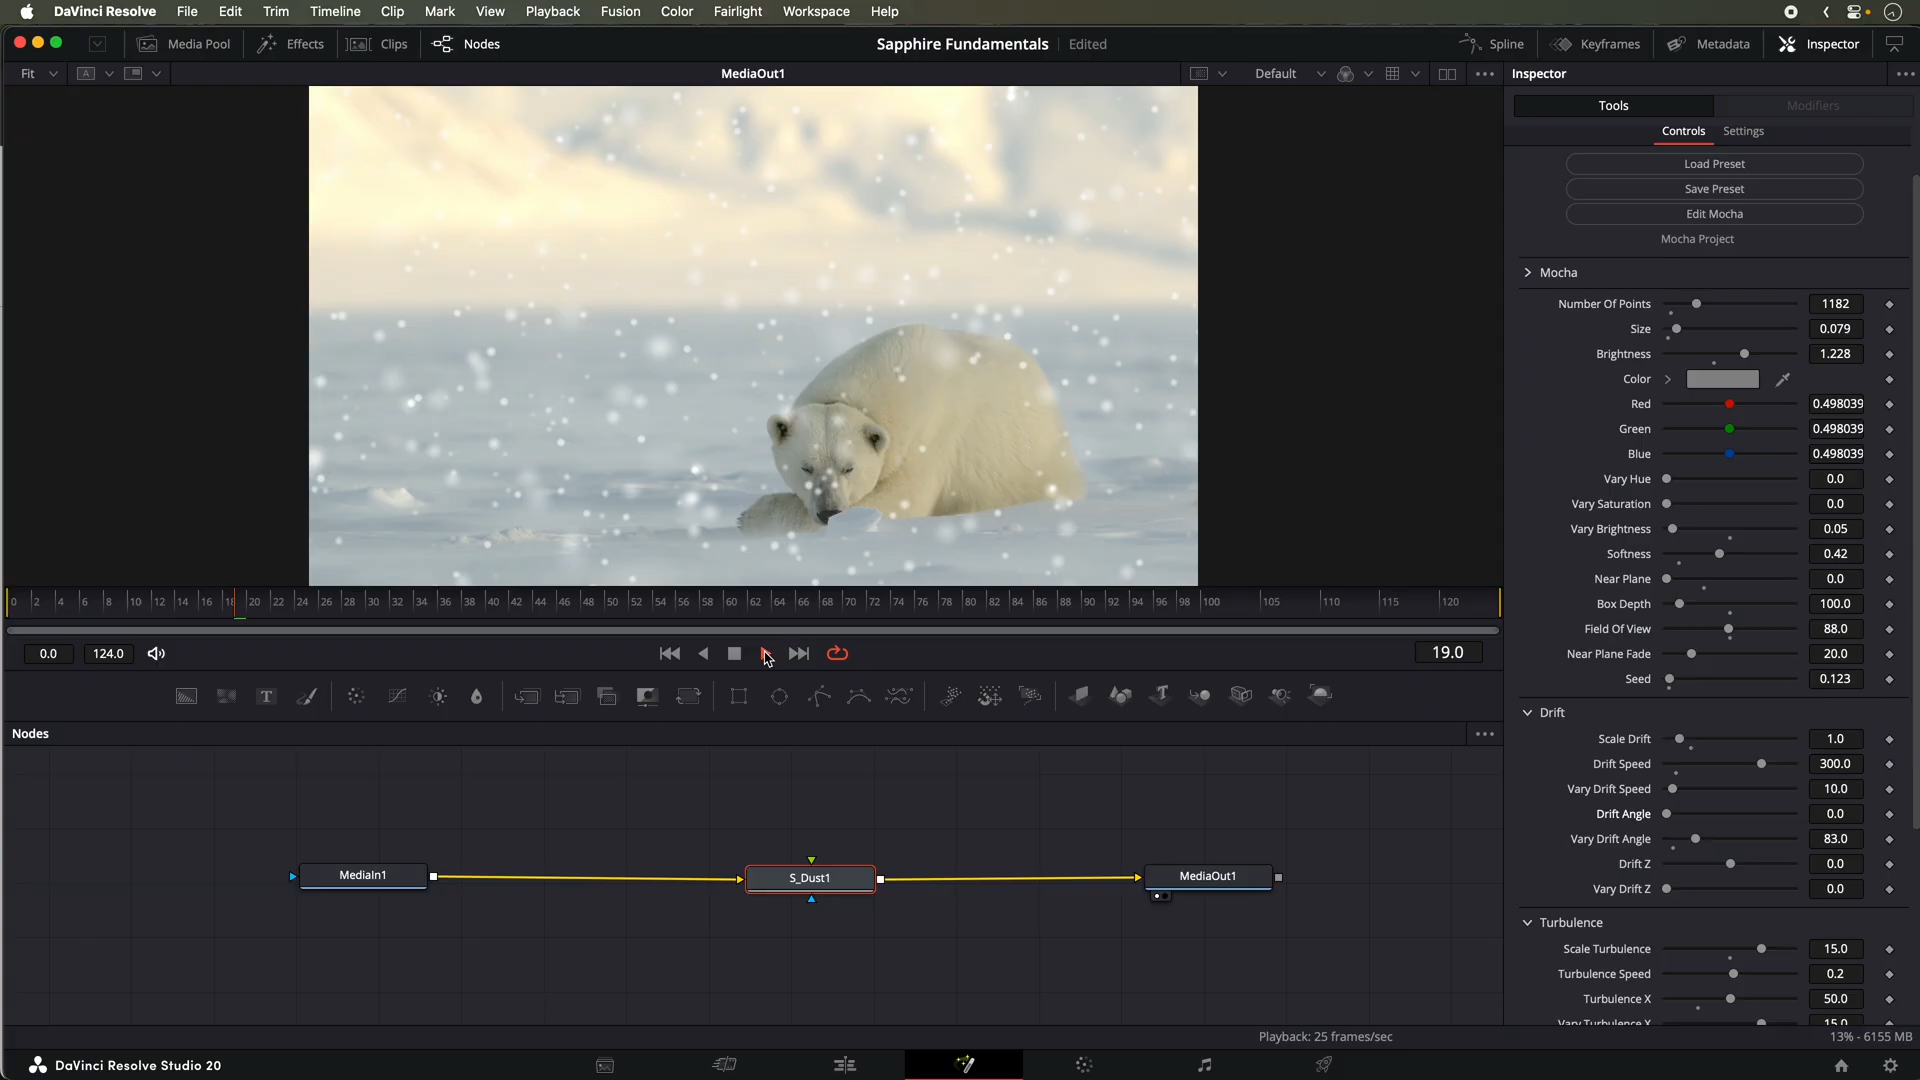 DaVinci Resolve File Edit Trim Timeline Clip Mark View Playback Fusion Color Fairlight Workspace Help
Media Pool Effects Clips Nodes Sapphire Fundamentals Edited Spline Keyframes Metadata Inspector
Fit A MediaOut1 Default Inspector
Tools Modifiers
Controls Settings
Load Preset
Save Preset
Edit Mocha
Mocha Project
Mocha
Number Of Points 1182
Size 0.079
Brightness 1.228
Color
Red 0.498039
Green 0.498039
Blue 0.498039
Vary Hue 0.0
Vary Saturation 0.0
Vary Brightness 0.05
Softness 0.42
Near Plane 0.0
Box Depth 100.0
Field Of View 88.0
Near Plane Fade 20.0
Seed 0.123
Drift
Scale Drift 1.0
Drift Speed 300.0
Vary Drift Speed 10.0
Drift Angle 0.0
Vary Drift Angle 83.0
Drift Z 0.0
Vary Drift Z 0.0
Turbulence
Scale Turbulence 15.0
Turbulence Speed 0.2
Turbulence X 50.0
Vary Turbulence X 15.0
0 2 4 6 8 10 12 14 16 18 20 22 24 26 28 30 32 34 36 38 40 42 44 46 48 50 52 54 56 58 60 62 64 66 68 70 72 74 76 78 80 82 84 86 88 90 92 94 96 98 100 105 110 115 120
0.0 124.0 19.0
T T
Nodes
MediaIn1 S_Dust1 MediaOut1
Playback: 25 frames/sec 13% - 6155 MB
DaVinci Resolve Studio 20